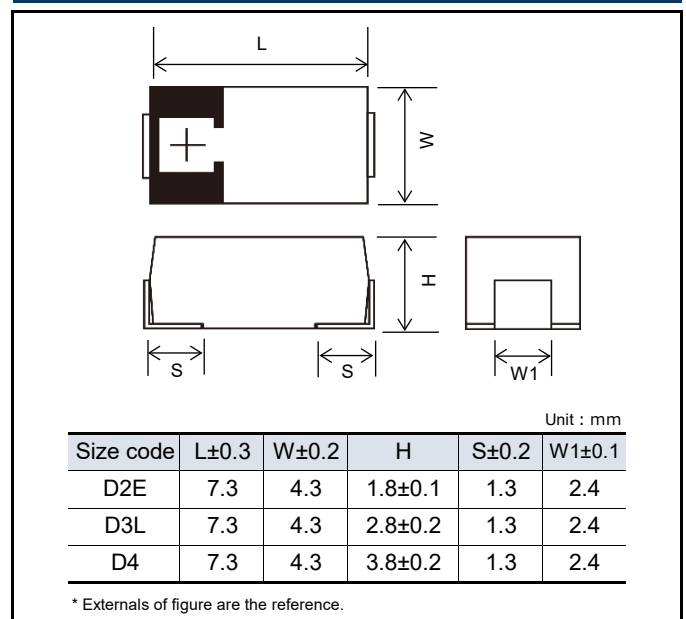 L
W
H
S
S
W1
Unit : mm
Size code L±0.3 W±0.2 H S±0.2 W1±0.1
D2E 7.3 4.3 1.8±0.1 1.3 2.4
D3L 7.3 4.3 2.8±0.2 1.3 2.4
D4 7.3 4.3 3.8±0.2 1.3 2.4
* Externals of figure are the reference.